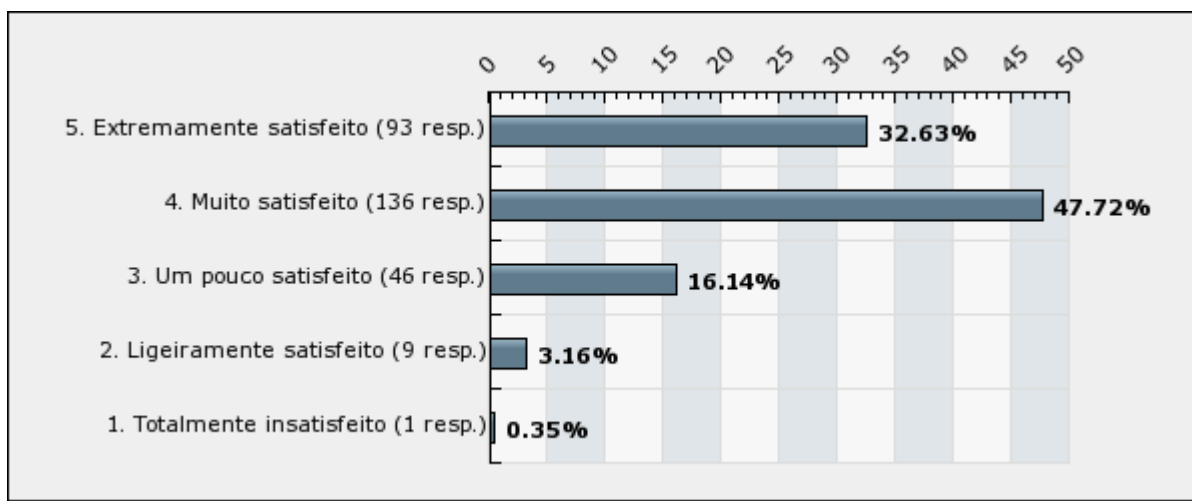 0 5 10 15 20 25 30 35 40 45 50
5. Extremamente satisfeito (93 resp.) 32.63%
4. Muito satisfeito (136 resp.) 47.72%
3. Um pouco satisfeito (46 resp.) 16.14%
2. Ligeiramente satisfeito (9 resp.) 3.16%
1. Totalmente insatisfeito (1 resp.) 0.35%